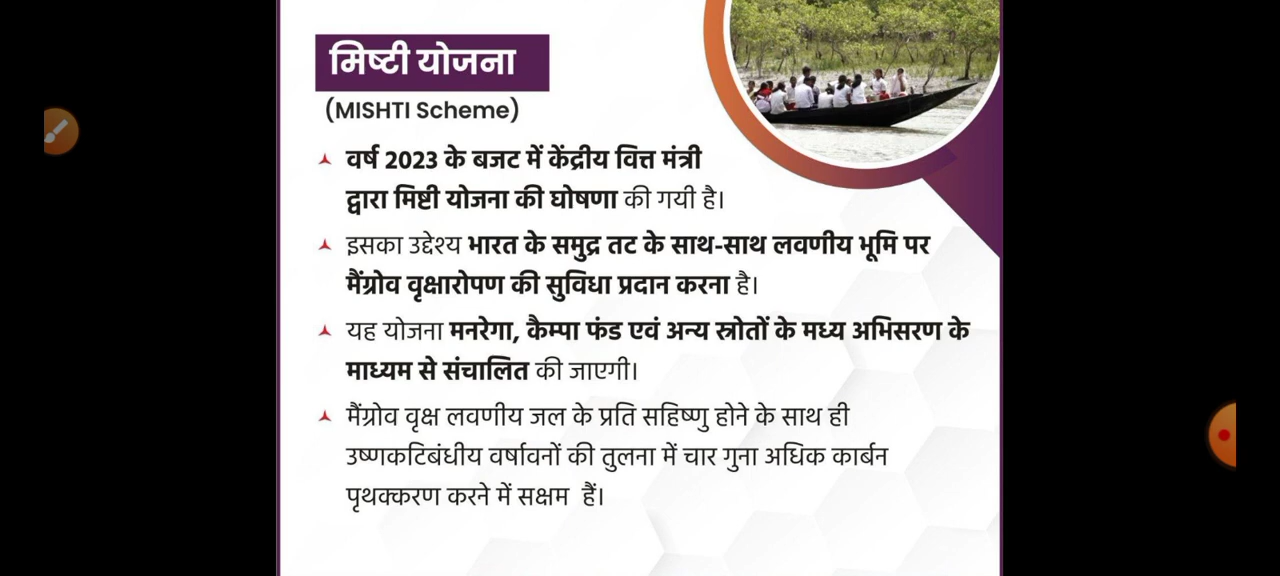 मिष्टी योजना
(MISHTI Scheme)
वर्ष 2023 के बजट में केंद्रीय वित्त मंत्री
द्वारा मिष्टी योजना की घोषणा की गयी है।
इसका उद्देश्य भारत के समुद्र तट के साथ-साथ लवणीय भूमि पर
मैंग्रोव वृक्षारोपण की सुविधा प्रदान करना है।
यह योजना मनरेगा, कैम्पा फंड एवं अन्य स्त्रोतों के मध्य अभिसरण के
माध्यम से संचालित की जाएगी।
मैंग्रोव वृक्ष लवणीय जल के प्रति सहिष्णु होने के साथ ही
उष्णकटिबंधीय वर्षावनों की तुलना में चार गुना अधिक कार्बन
पृथक्करण करने में सक्षम हैं।